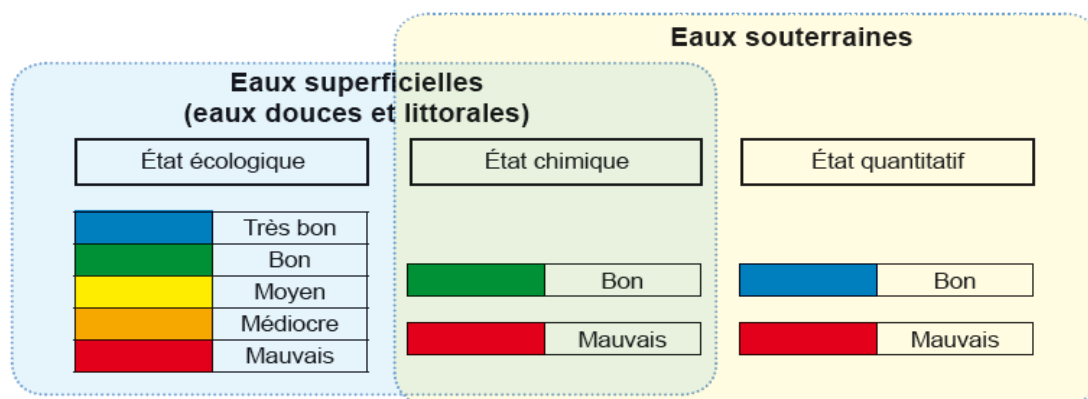 Eaux souterraines
Eaux superficielles
(eaux douces et littorales)
État écologique
État chimique
État quantitatif
Très bon
Bon
Moyen
Médiocre
Mauvais
Bon
Mauvais
Bon
Mauvais